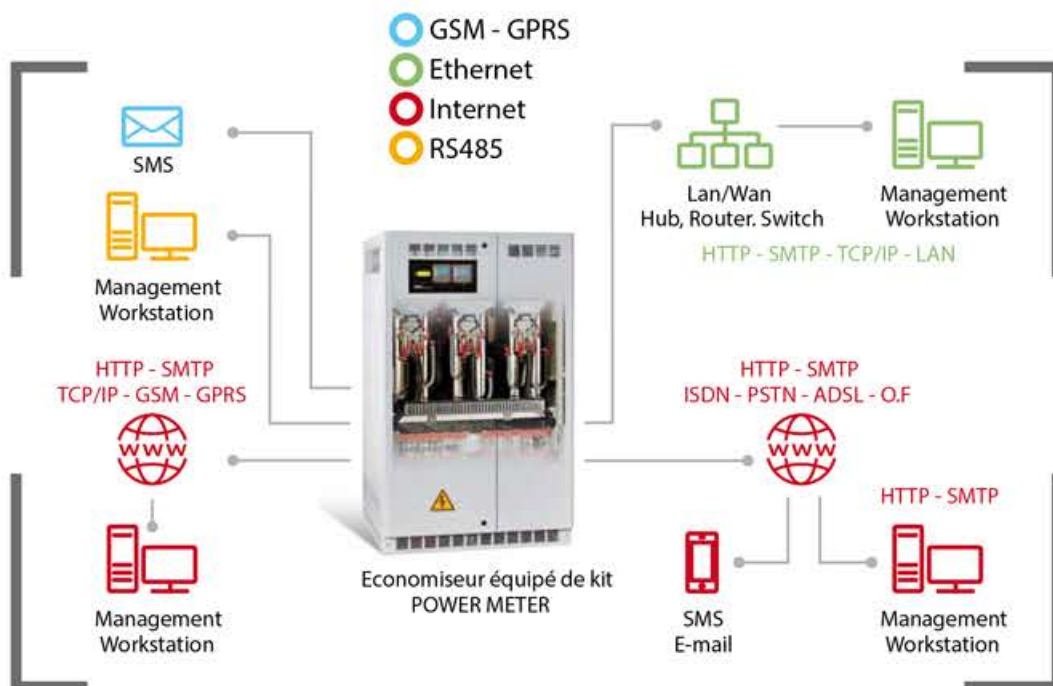 GSM - GPRS
Ethernet
Internet
RS485
SMS
Management
Workstation
HTTP - SMTP
TCP/IP - GSM - GPRS
WWW
Management
Workstation
Economiseur équipé de kit
POWER METER
Lan/Wan
Hub, Router. Switch
Management
Workstation
HTTP - SMTP - TCP/IP - LAN
HTTP - SMTP
ISDN - PSTN - ADSL - O.F
WWW
HTTP - SMTP
SMS
E-mail
Management
Workstation